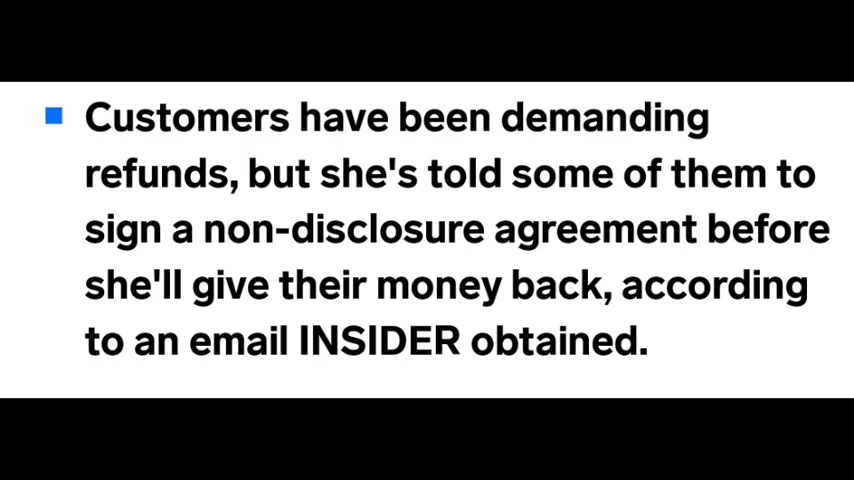 Customers have been demanding
refunds, but she's told some of them to
sign a non-disclosure agreement before
she'll give their money back, according
to an email INSIDER obtained.